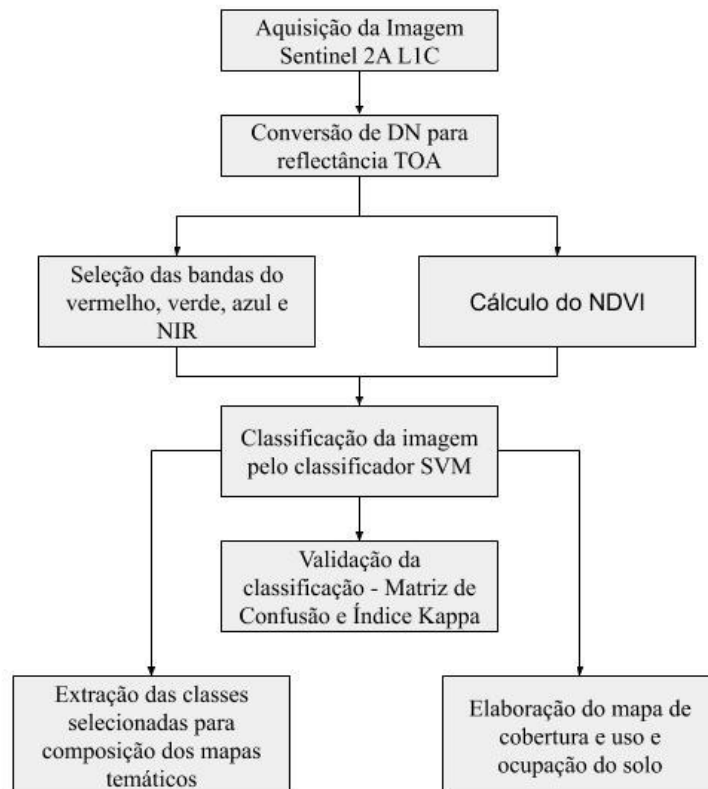 Aquisição da Imagem
Sentinel 2A L1C
Conversão de DN para
reflectância TOA
Seleção das bandas do
vermelho, verde, azul e
NIR
Cálculo do NDVI
Classificação da imagem
pelo classificador SVM
Validação da
classificação - Matriz de
Confusão e Índice Kappa
Extração das classes
selecionadas para
composição dos mapas
temáticos
Elaboração do mapa de
cobertura e uso e
ocupação do solo